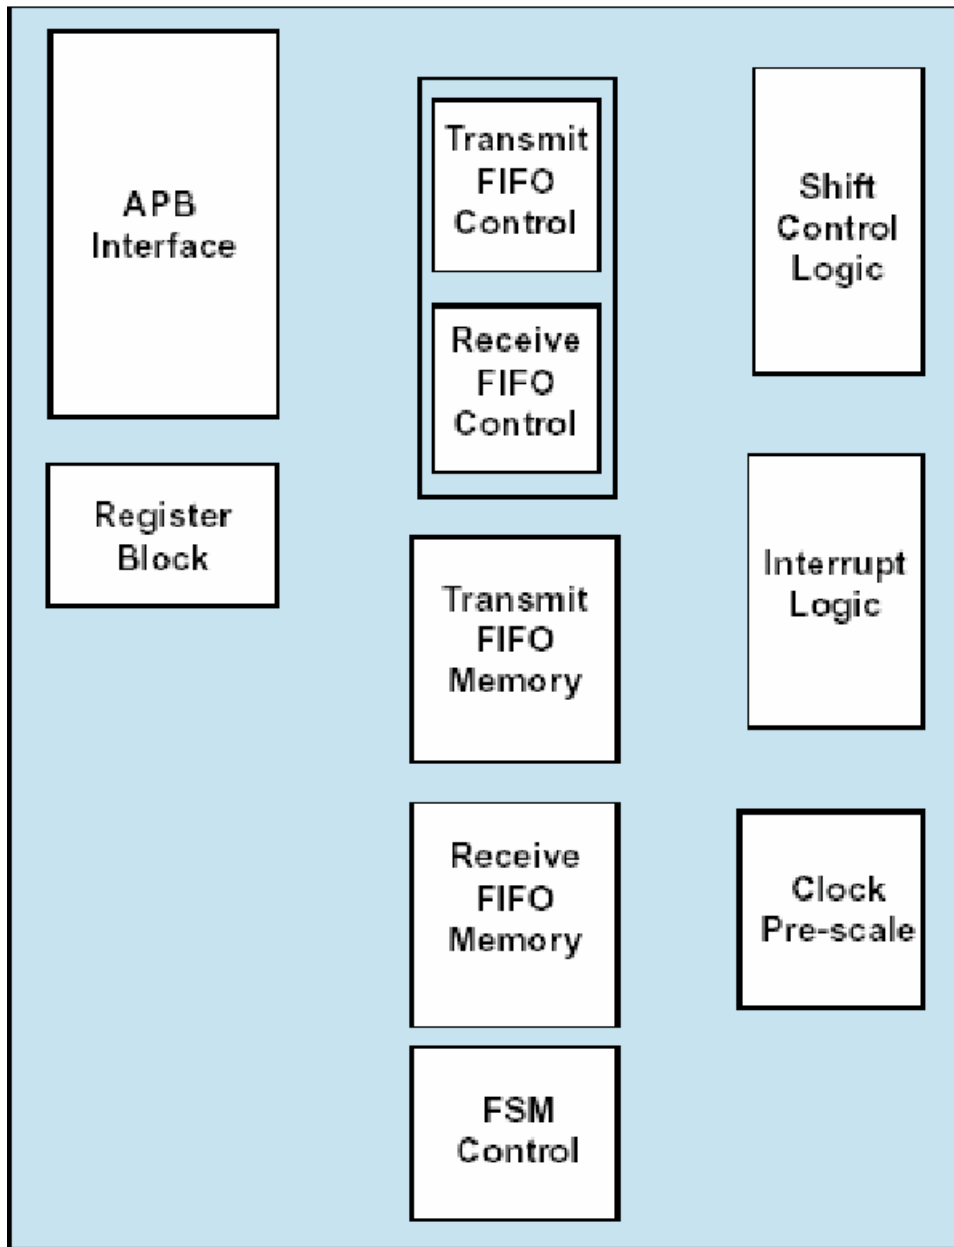 APB
Interface
Register
Block
Transmit
FIFO
Control
Receive
FIFO
Control
Transmit
FIFO
Memory
Receive
FIFO
Memory
FSM
Control
Shift
Control
Logic
Interrupt
Logic
Clock
Pre-scale